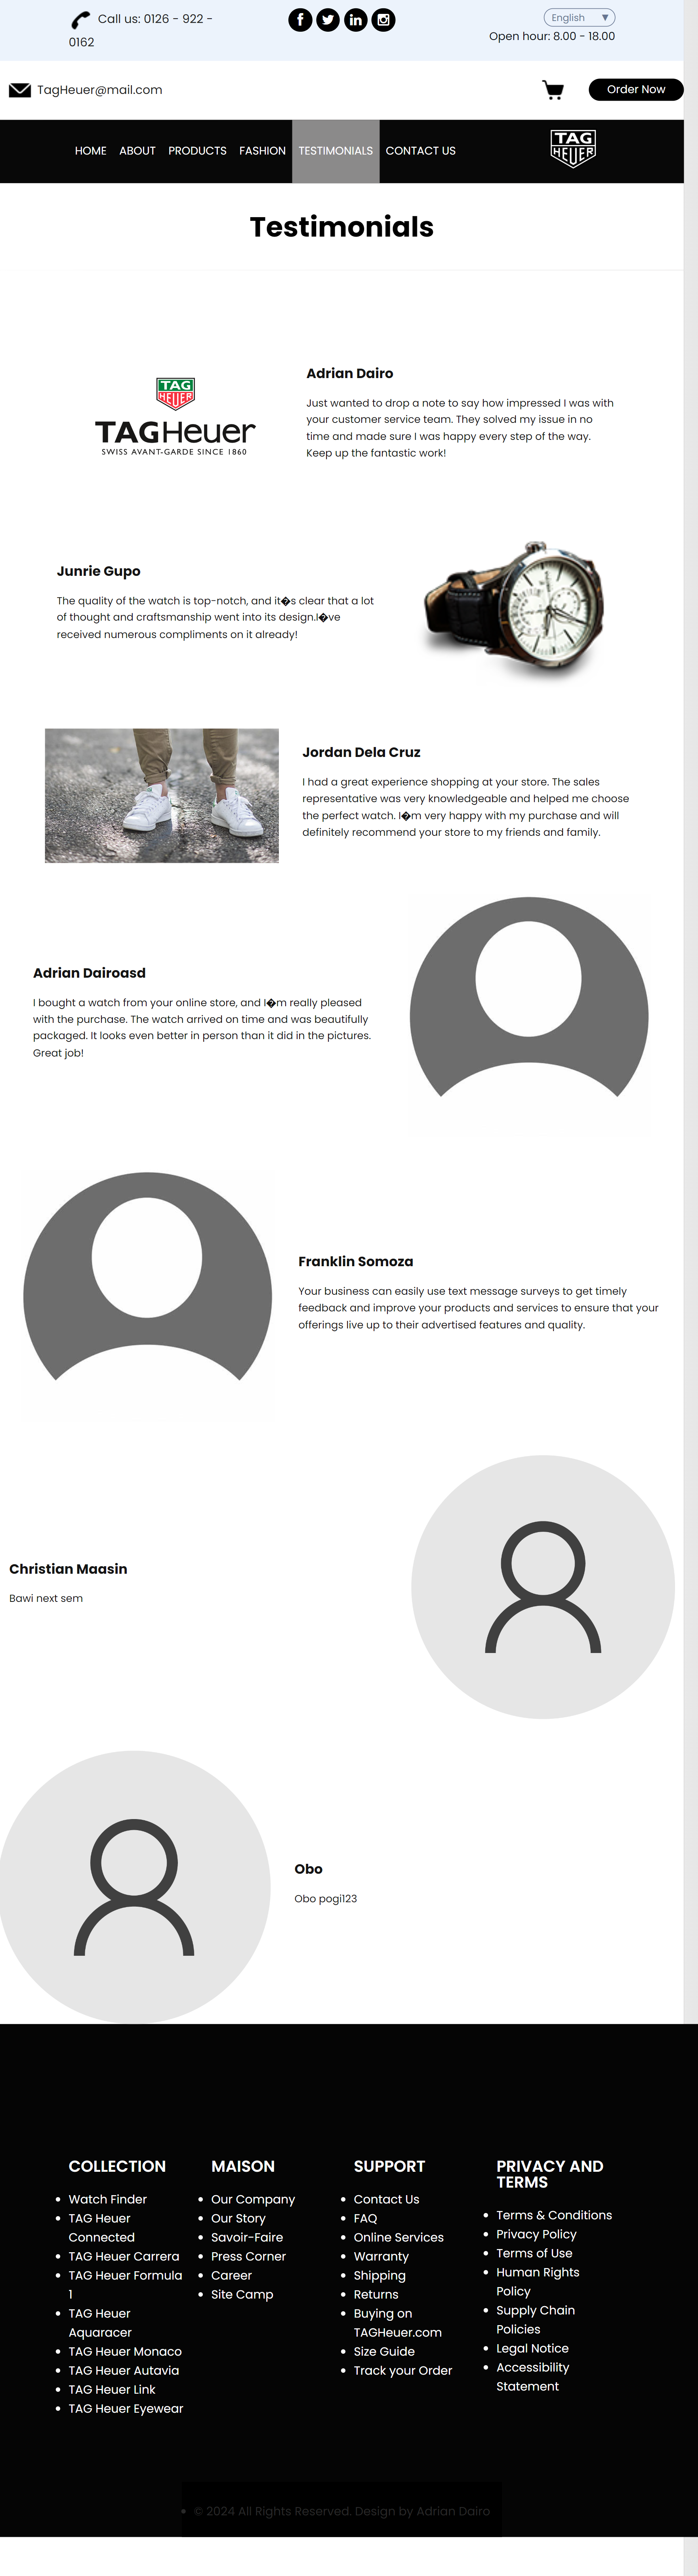 Call us: 0126 - 922 -
0162
English ▼
Open hour: 8.00 - 18.00
TagHeuer@mail.com
Order Now
HOME ABOUT PRODUCTS FASHION TESTIMONIALS CONTACT US
TAG
HEUER
Testimonials
TAG
HEUER
TAGHeuer
SWISS AVANT-GARDE SINCE 1860
Adrian Dairo
Just wanted to drop a note to say how impressed I was with
your customer service team. They solved my issue in no
time and made sure I was happy every step of the way.
Keep up the fantastic work!
Junrie Gupo
The quality of the watch is top-notch, and it�s clear that a lot
of thought and craftsmanship went into its design.I�ve
received numerous compliments on it already!
Jordan Dela Cruz
I had a great experience shopping at your store. The sales
representative was very knowledgeable and helped me choose
the perfect watch. I�m very happy with my purchase and will
definitely recommend your store to my friends and family.
Adrian Dairoasd
I bought a watch from your online store, and I�m really pleased
with the purchase. The watch arrived on time and was beautifully
packaged. It looks even better in person than it did in the pictures.
Great job!
Franklin Somoza
Your business can easily use text message surveys to get timely
feedback and improve your products and services to ensure that your
offerings live up to their advertised features and quality.
Christian Maasin
Bawi next sem
Obo
Obo pogi123
COLLECTION
• Watch Finder
• TAG Heuer
Connected
• TAG Heuer Carrera
• TAG Heuer Formula
1
• TAG Heuer
Aquaracer
• TAG Heuer Monaco
• TAG Heuer Autavia
• TAG Heuer Link
• TAG Heuer Eyewear
MAISON
• Our Company
• Our Story
• Savoir-Faire
• Press Corner
• Career
• Site Camp
SUPPORT
• Contact Us
• FAQ
• Online Services
• Warranty
• Shipping
• Returns
• Buying on
TAGHeuer.com
• Size Guide
• Track your Order
PRIVACY AND
TERMS
• Terms & Conditions
• Privacy Policy
• Terms of Use
• Human Rights
Policy
• Supply Chain
Policies
• Legal Notice
• Accessibility
Statement
• © 2024 All Rights Reserved. Design by Adrian Dairo